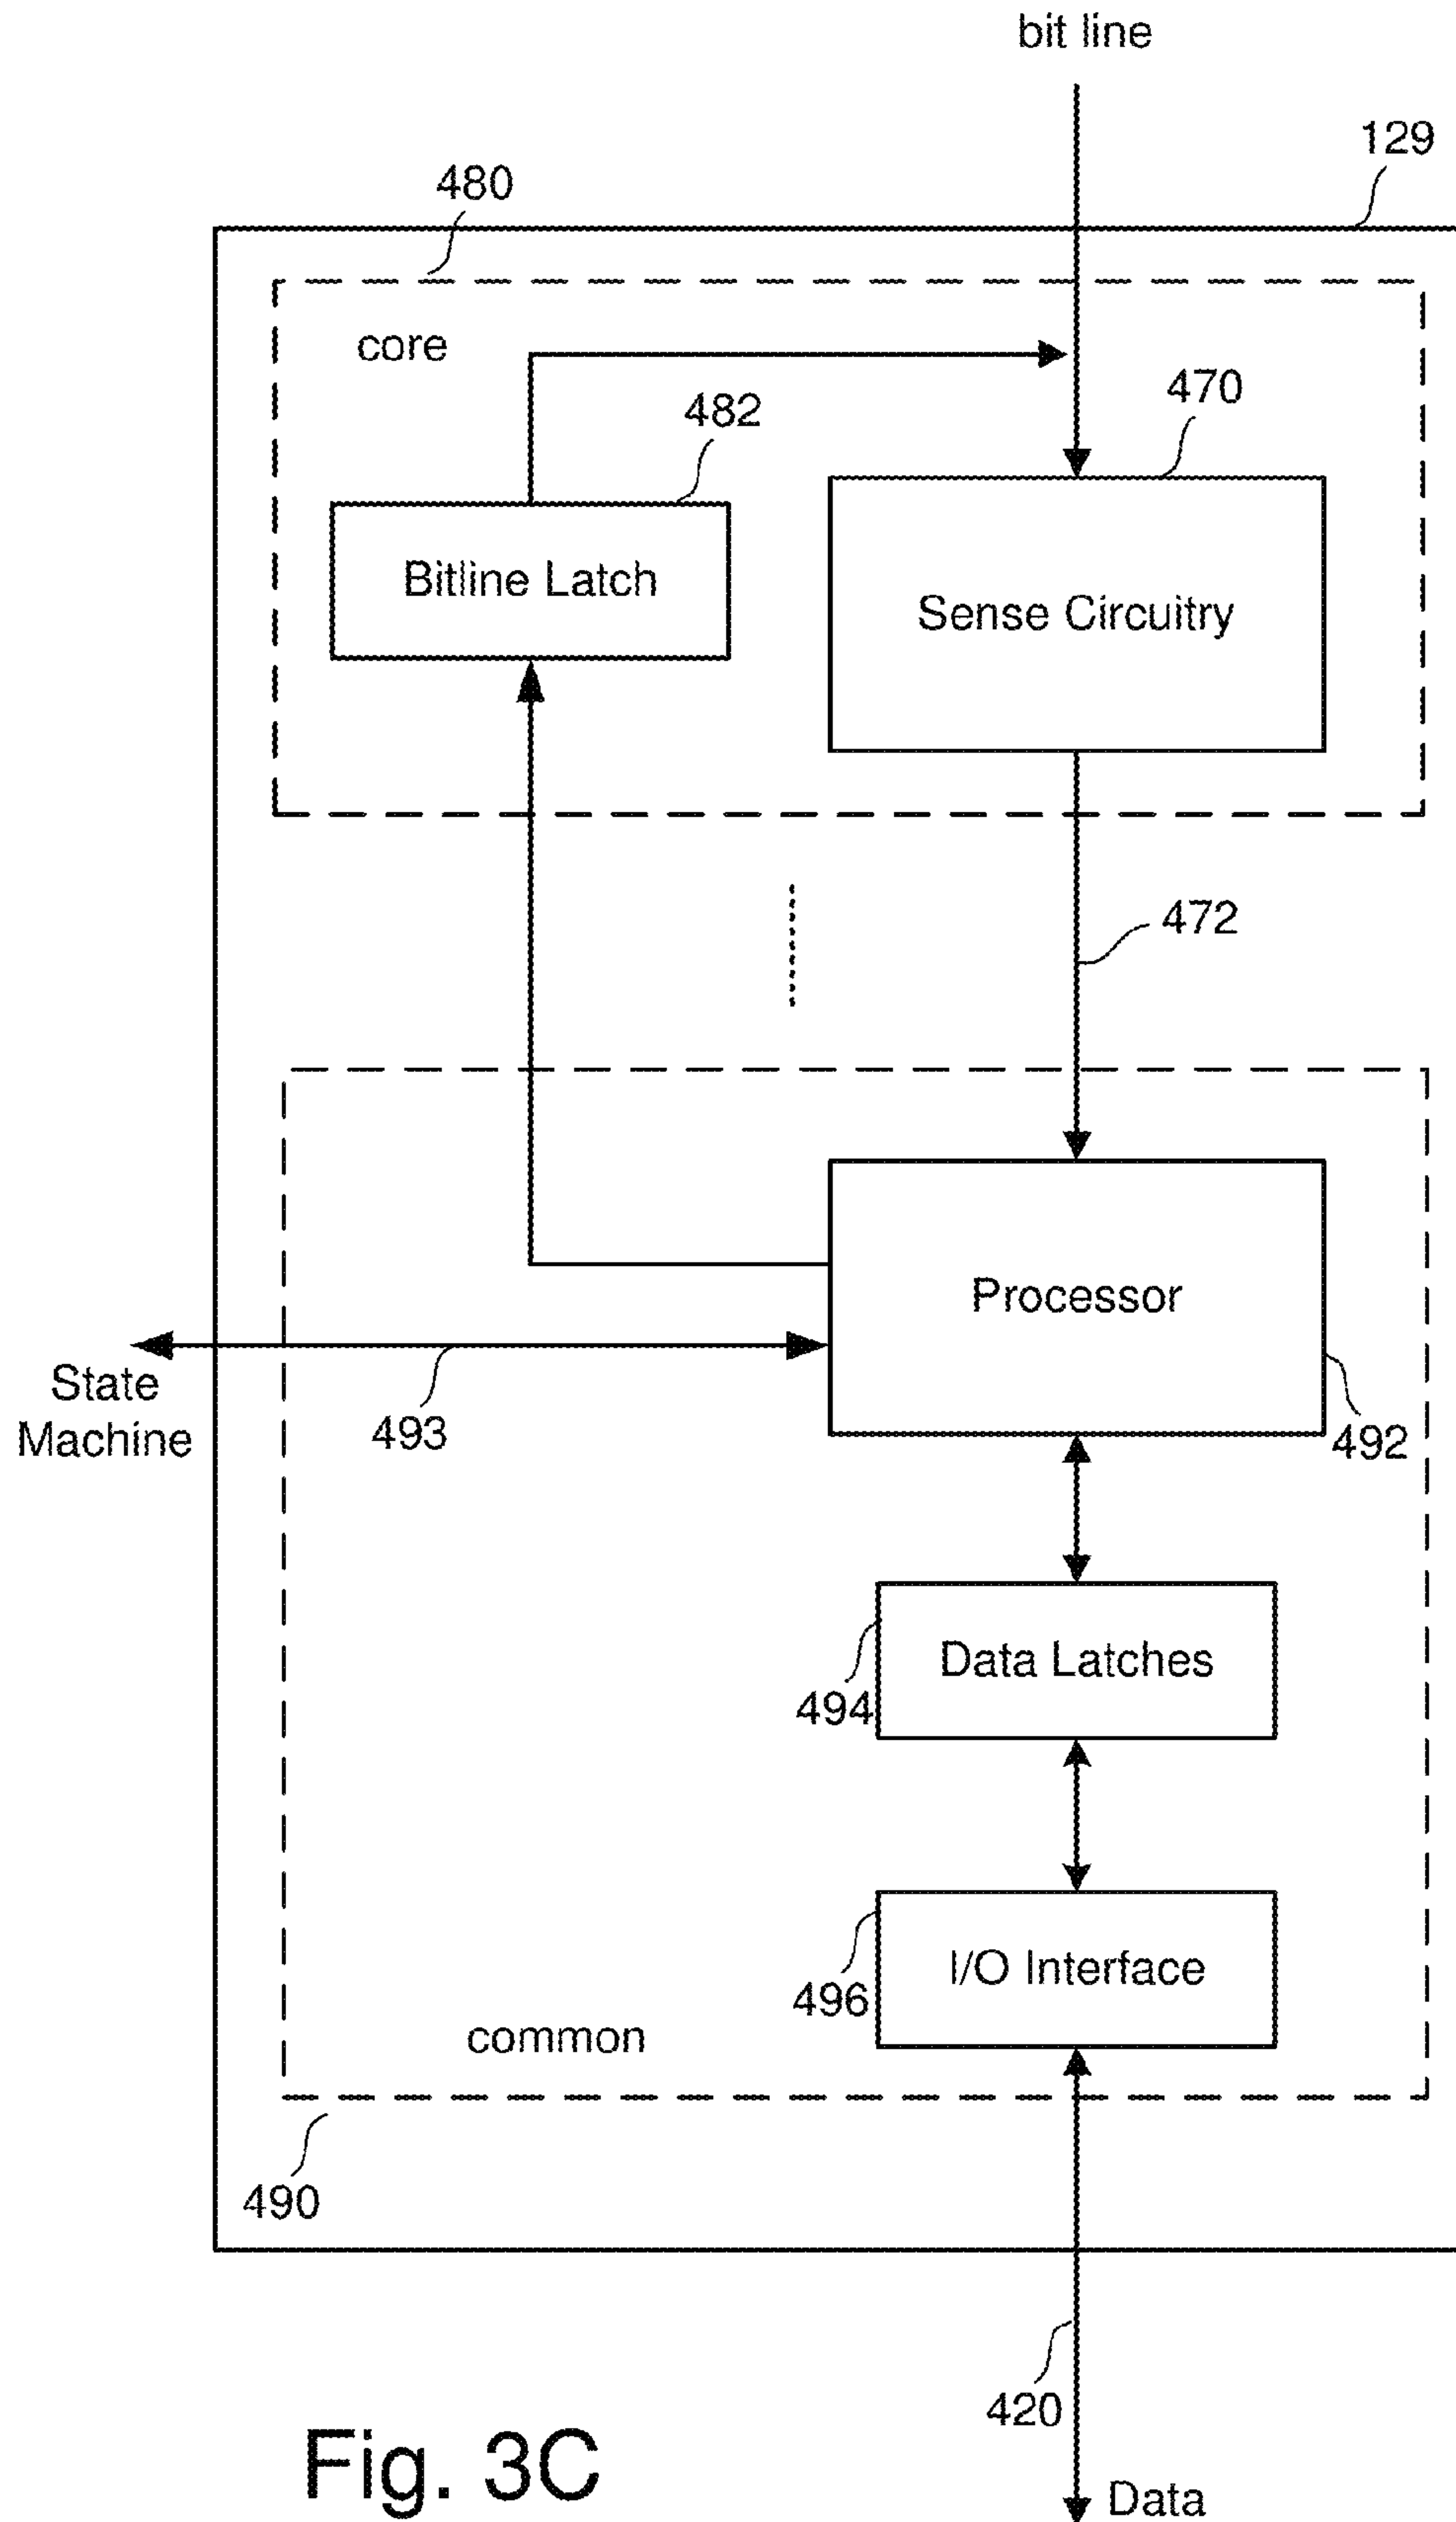 bit line
129
480
core
470
482
Bitline Latch
Sense Circuitry
472
Processor
State
Machine
493
492
Data Latches
494
I/O Interface
496
common
490
420
Fig. 3C
Data